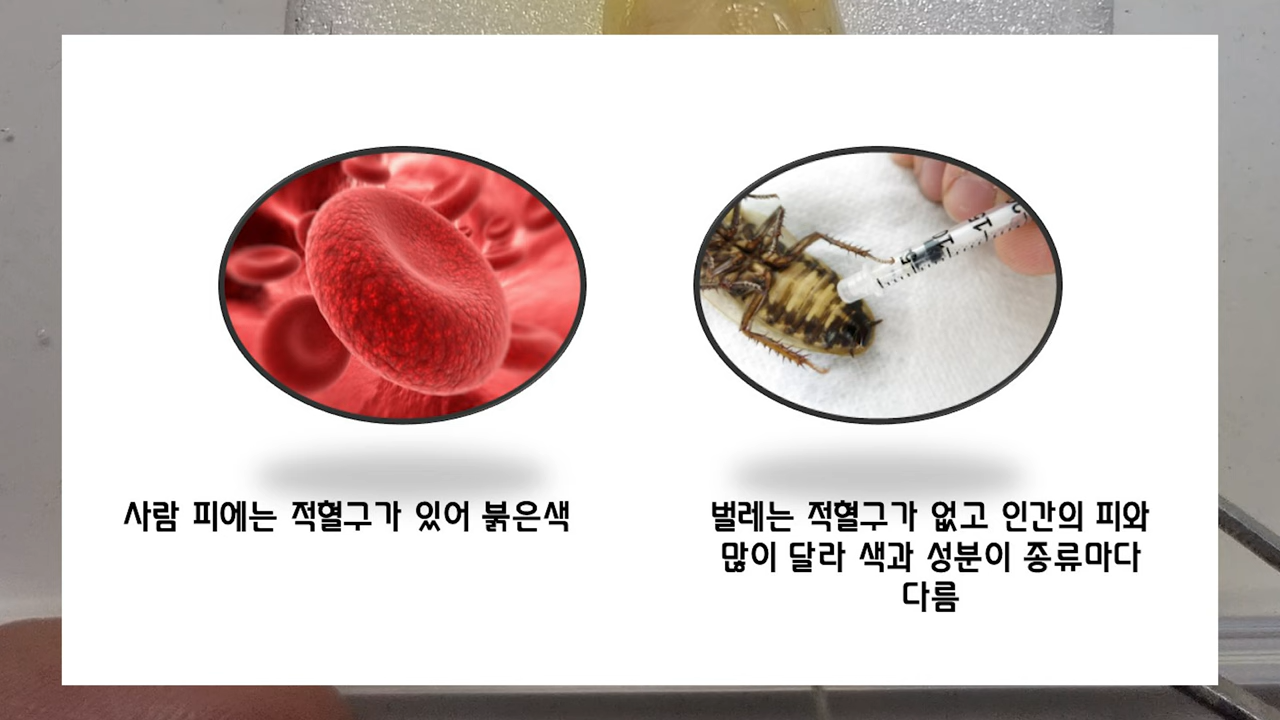 사람 피에는 적혈구가 있어 붉은색
벌레는 적혈구가 없고 인간의 피와
많이 달라 색과 성분이 종류마다
다름